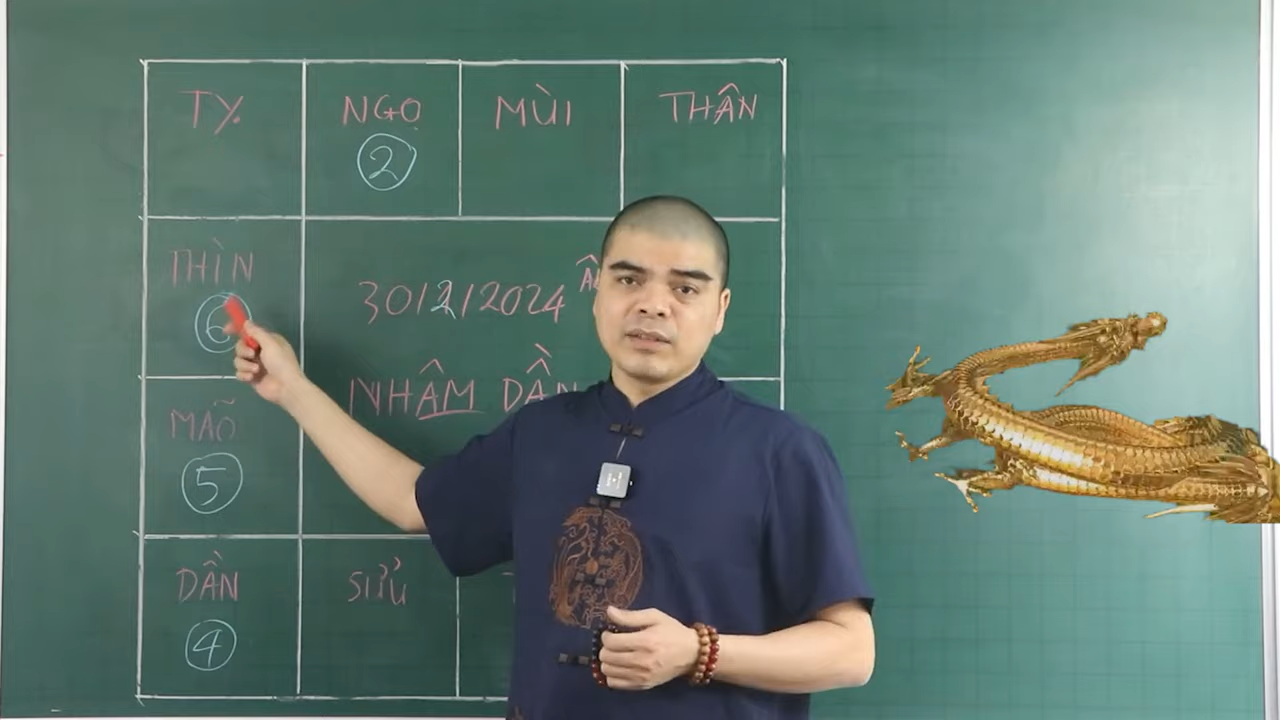 TỴ NGỌ MÙI THÂN
2
THÌN
6
30/2/2024
MÃO
NHÂM DẦN
5
DẦN SỬU
4